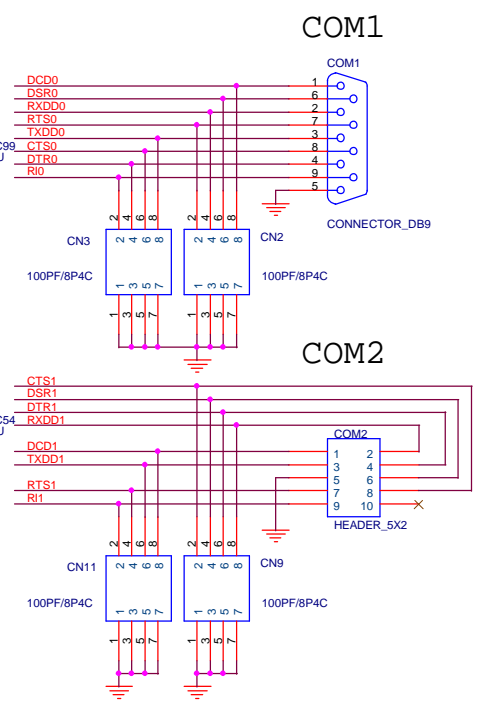 COM1
COM1
DCD0 1
DSR0 6
RXDD0 2
RTS0 7
TXDD0 3
C99 CTS0 8
U DTR0 4
RI0 9
5
CONNECTOR_DB9
2 4 6 8 2 4 6 8
CN3 2 4 6 8 2 4 6 8 CN2
100PF/8P4C 1 3 5 7 1 3 5 7 100PF/8P4C
1 3 5 7 1 3 5 7
COM2
CTS1
DSR1
DTR1
C54 RXDD1
U COM2
DCD1 1 2
TXDD1 3 4
5 6
RTS1 7 8
RI1 9 10
HEADER_5X2
2 4 6 8 2 4 6 8
CN11 2 4 6 8 2 4 6 8 CN9
100PF/8P4C 1 3 5 7 1 3 5 7 100PF/8P4C
1 3 5 7 1 3 5 7